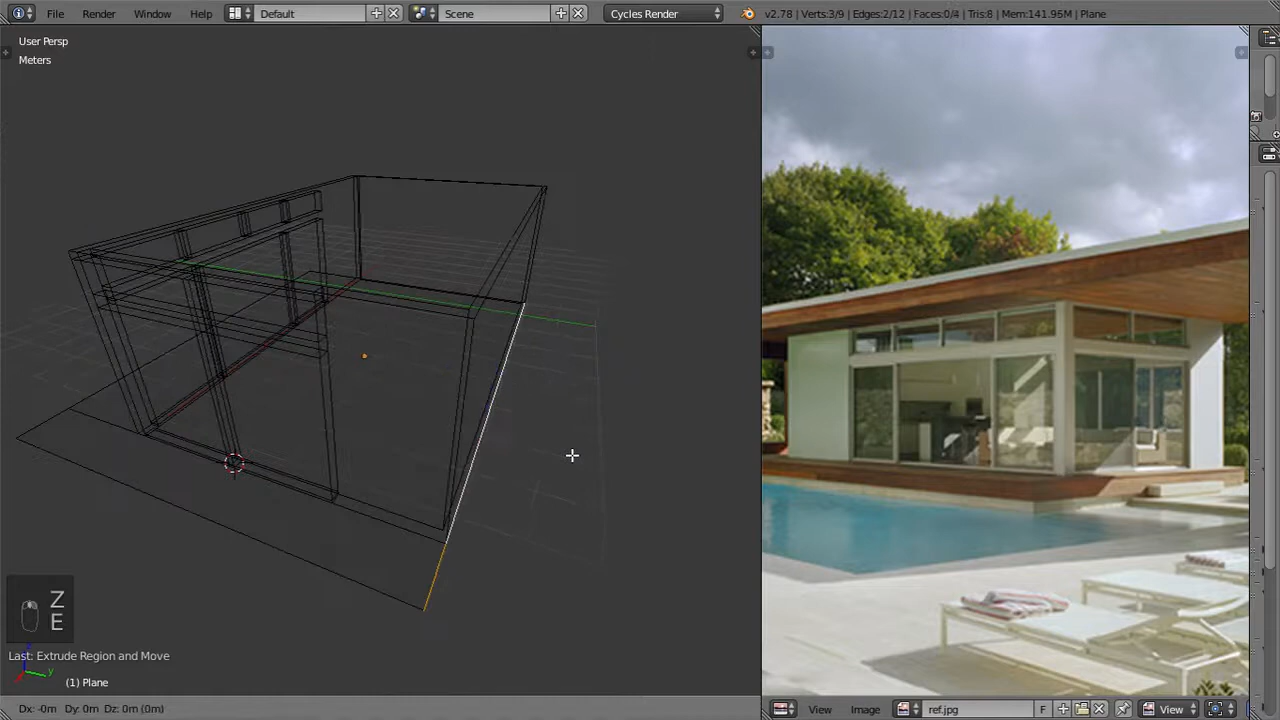 File Render Window Help Default Scene Cycles Render v2.78 | Verts:3/9 | Edges:2/12 | Faces:0/4 | Tris:8 | Mem:141.95M | Plane
User Persp
Meters
Z
E
Last: Extrude Region and Move
z
y
x
(1) Plane
Dx: -0m Dy: 0m Dz: 0m (0m) View Image ref.jpg F View